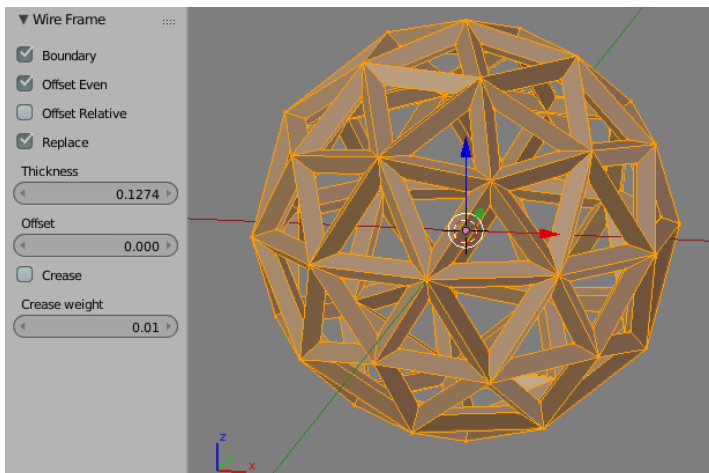 ▼ Wire Frame
Boundary
Offset Even
Offset Relative
Replace
Thickness
0.1274
Offset
0.000
Crease
Crease weight
0.01
z
x